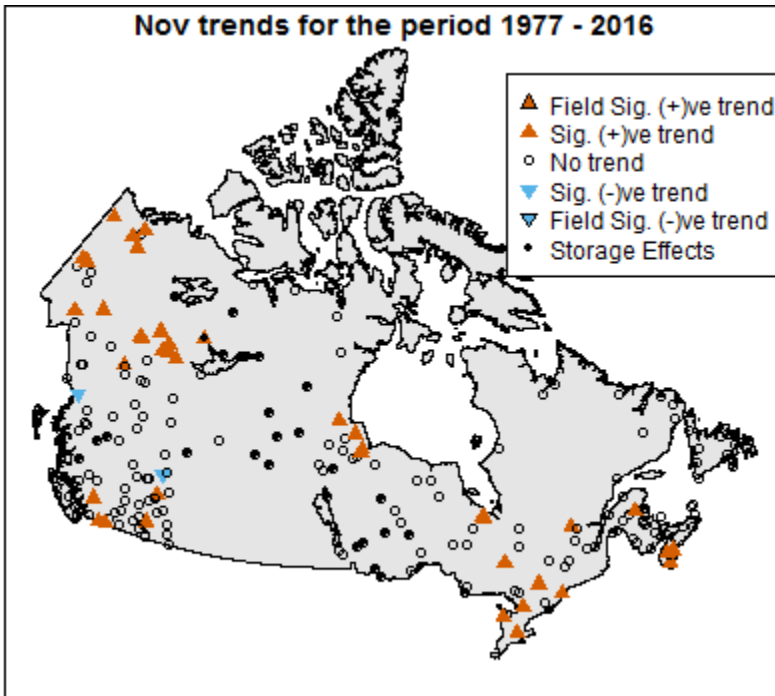 Nov trends for the period 1977 - 2016
Field Sig. (+)ve trend
Sig. (+)ve trend
No trend
Sig. (-)ve trend
Field Sig. (-)ve trend
Storage Effects